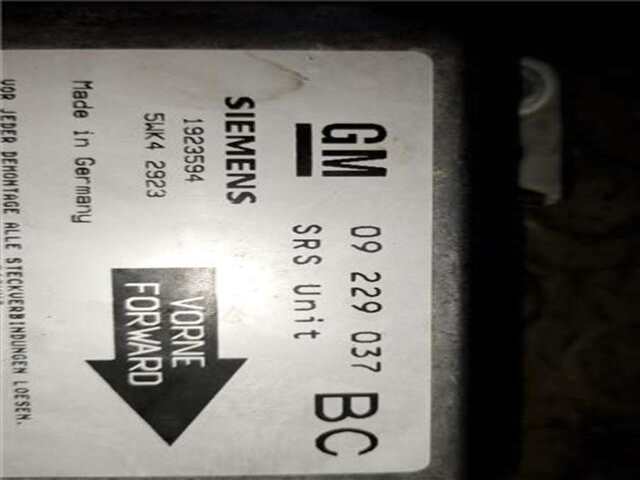 GM 09 229 037 BC
SRS Unit
SIEMENS
1923594
5WK4 2923
VORNE
FORWARD
Made in Germany
VOR JEDER DEMONTAGE ALLE STECKVERBINDUNGEN LOESEN.